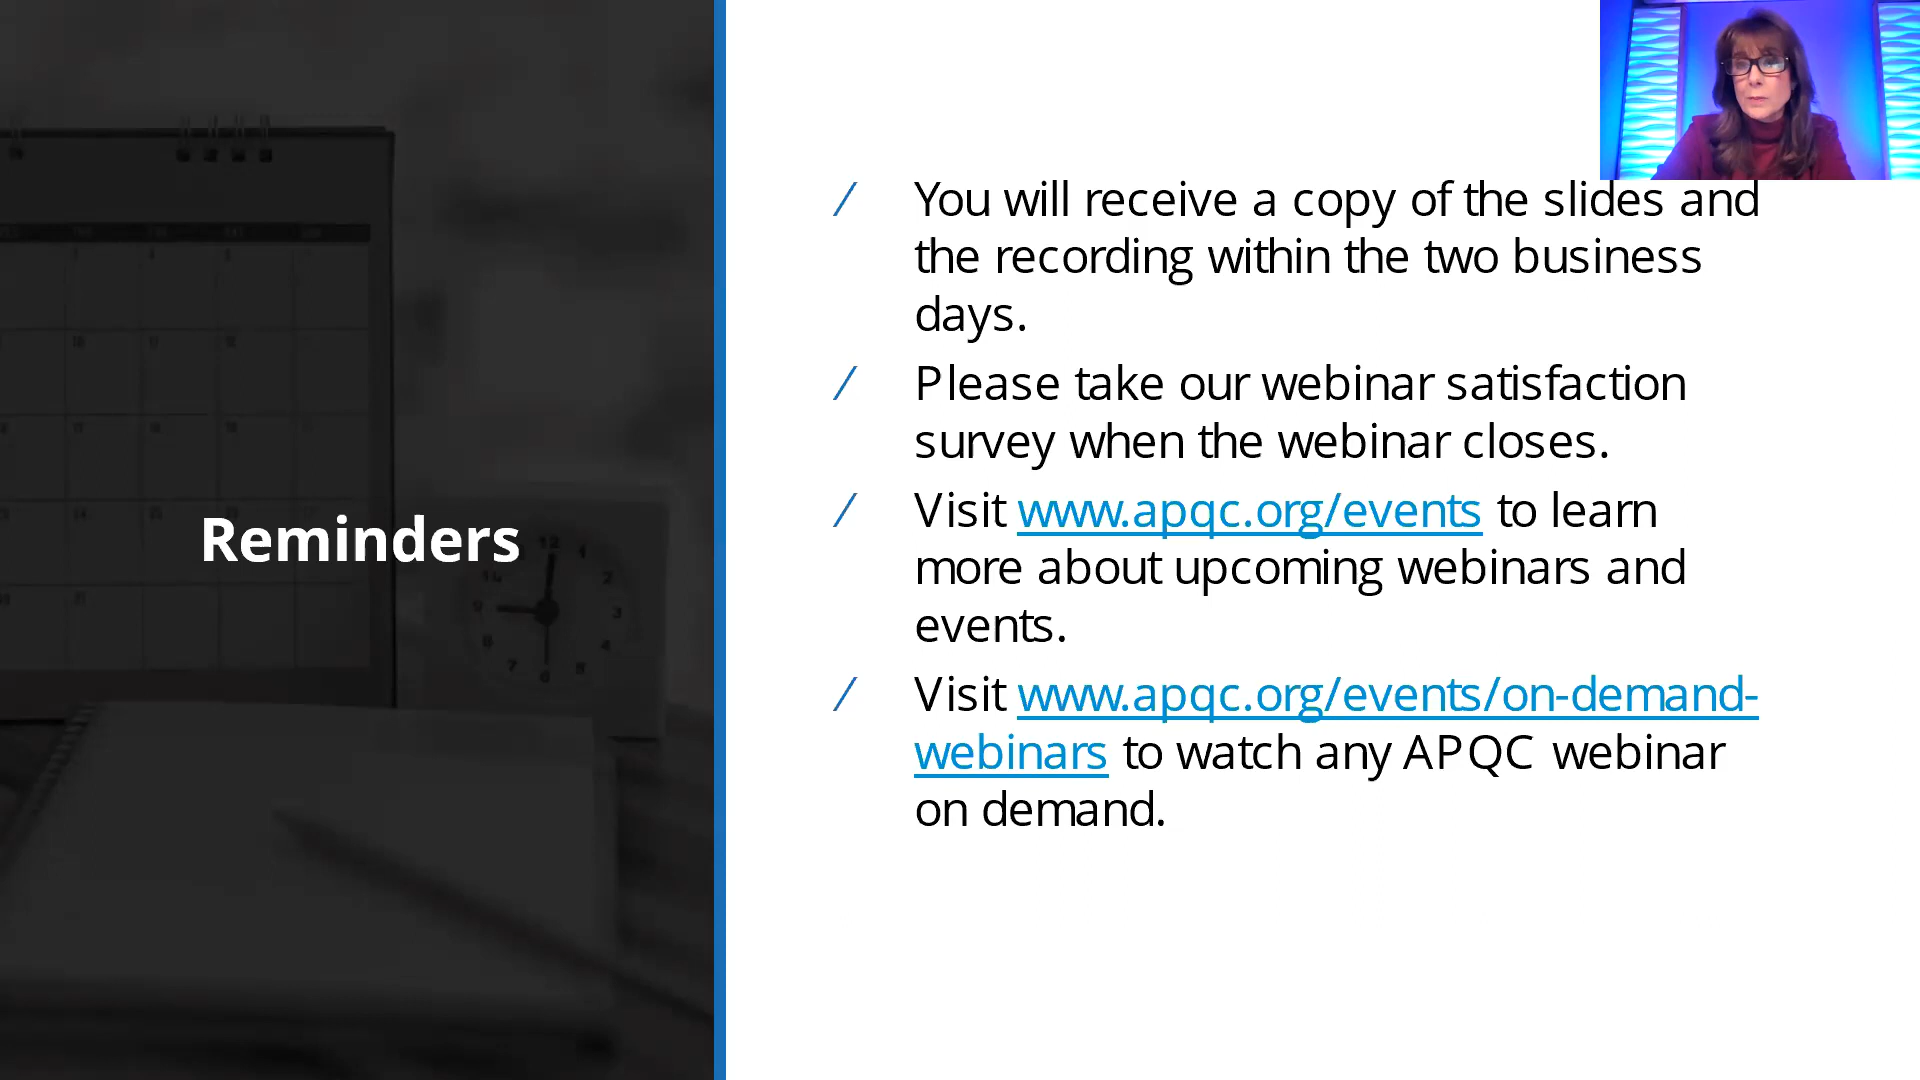 Reminders
You will receive a copy of the slides and
the recording within the two business
days.
Please take our webinar satisfaction
survey when the webinar closes.
Visit www.apqc.org/events to learn
more about upcoming webinars and
events.
Visit www.apqc.org/events/on-demand-
webinars to watch any APQC webinar
on demand.